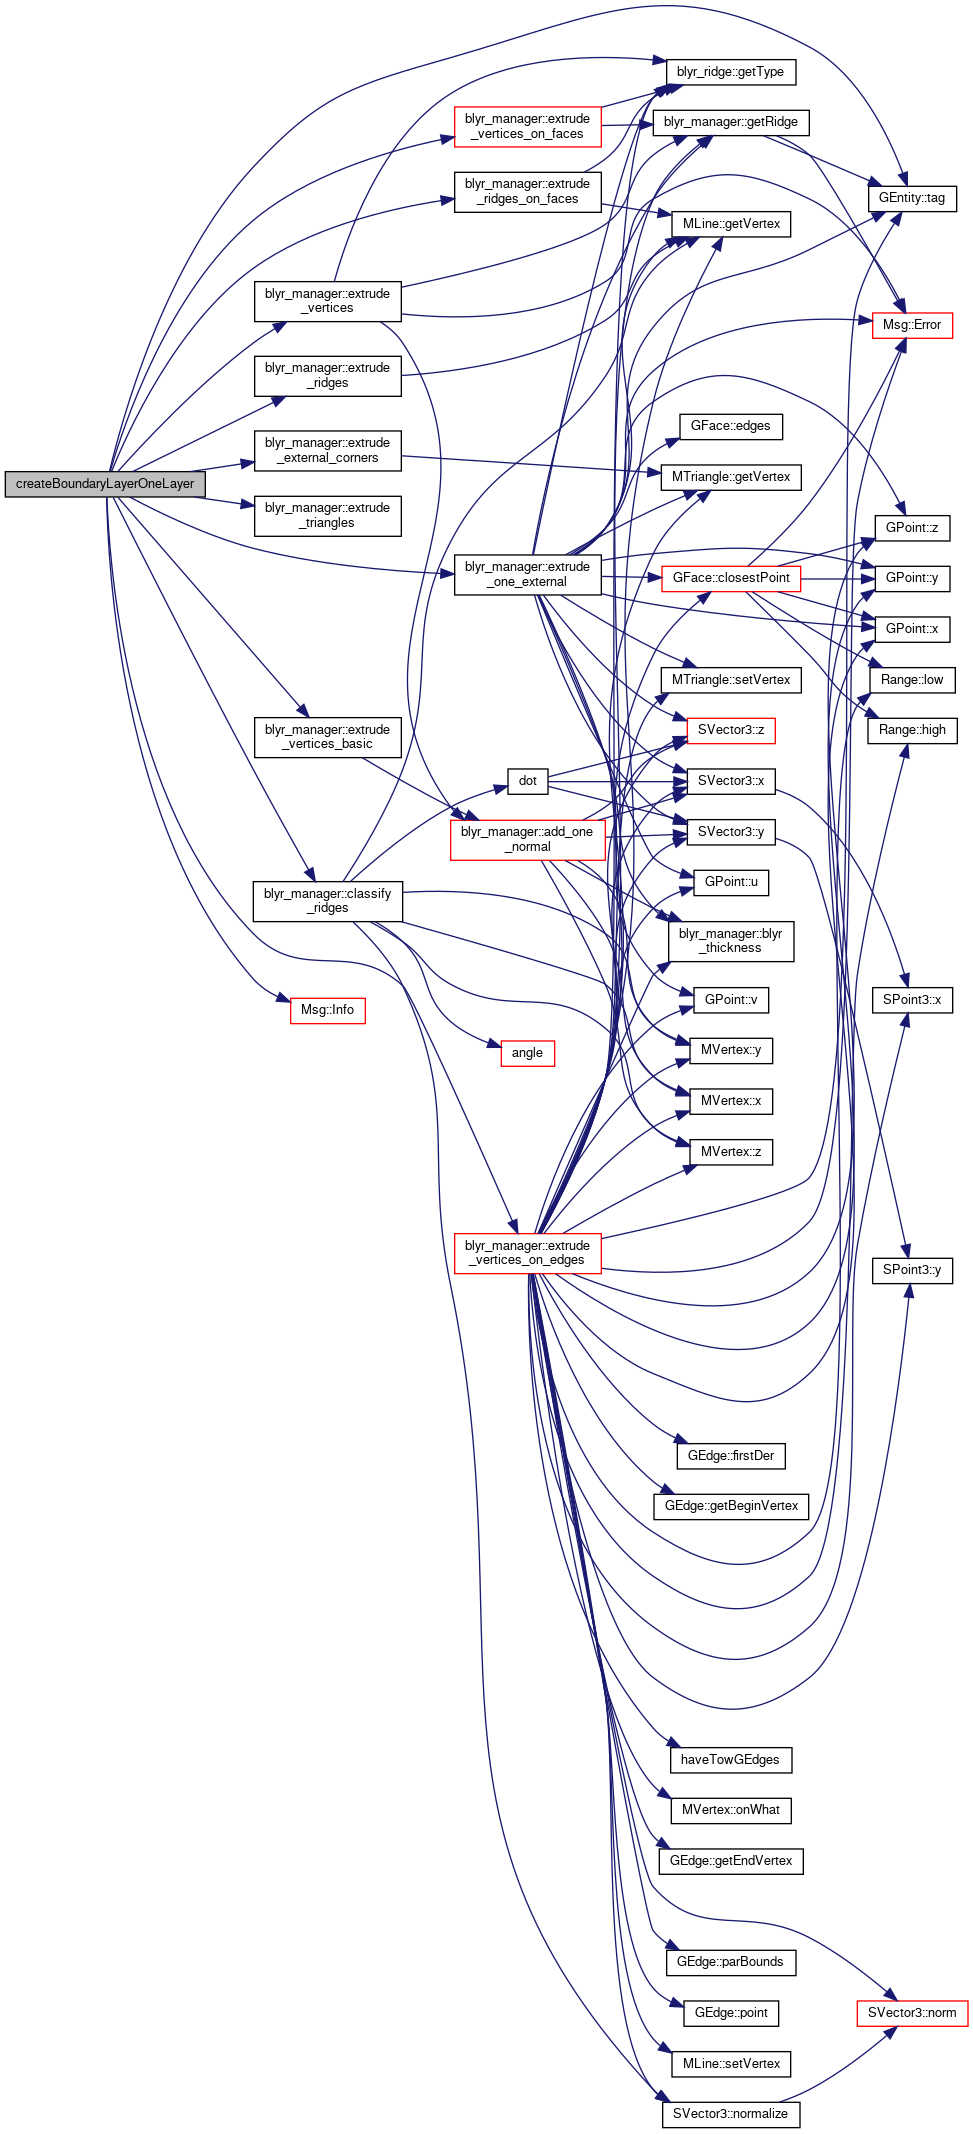 createBoundaryLayerOneLayer
blyr_manager::extrude
_vertices
blyr_manager::extrude
_ridges
blyr_manager::extrude
_external_corners
blyr_manager::extrude
_triangles
blyr_manager::extrude
_vertices_basic
blyr_manager::classify
_ridges
Msg::Info
blyr_manager::extrude
_vertices_on_faces
blyr_manager::extrude
_ridges_on_faces
blyr_manager::extrude
_one_external
dot
blyr_manager::add_one
_normal
angle
blyr_manager::extrude
_vertices_on_edges
blyr_ridge::getType
blyr_manager::getRidge
MLine::getVertex
GFace::edges
MTriangle::getVertex
GFace::closestPoint
MTriangle::setVertex
SVector3::z
SVector3::x
SVector3::y
GPoint::u
blyr_manager::blyr
_thickness
GPoint::v
MVertex::y
MVertex::x
MVertex::z
GEdge::firstDer
GEdge::getBeginVertex
haveTowGEdges
MVertex::onWhat
GEdge::getEndVertex
GEdge::parBounds
GEdge::point
MLine::setVertex
SVector3::normalize
GEntity::tag
Msg::Error
GPoint::z
GPoint::y
GPoint::x
Range::low
Range::high
SPoint3::x
SPoint3::y
SVector3::norm